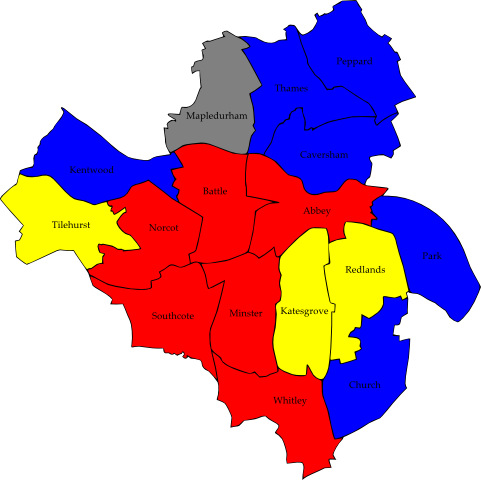 Peppard
Thames
Mapledurham
Caversham
Kentwood
Battle
Abbey
Tilehurst
Norcot
Park
Redlands
Southcote
Minster
Katesgrove
Church
Whitley